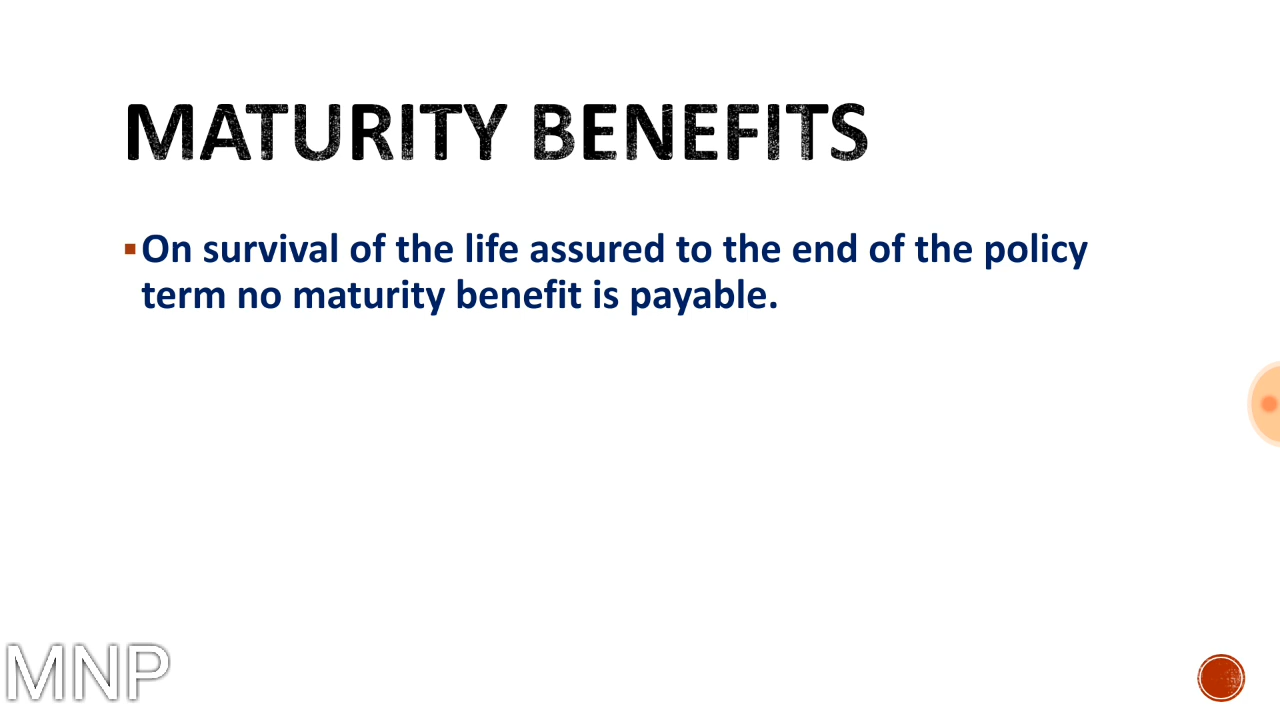 MATURITY BENEFITS
▪On survival of the life assured to the end of the policy
term no maturity benefit is payable.
MNP